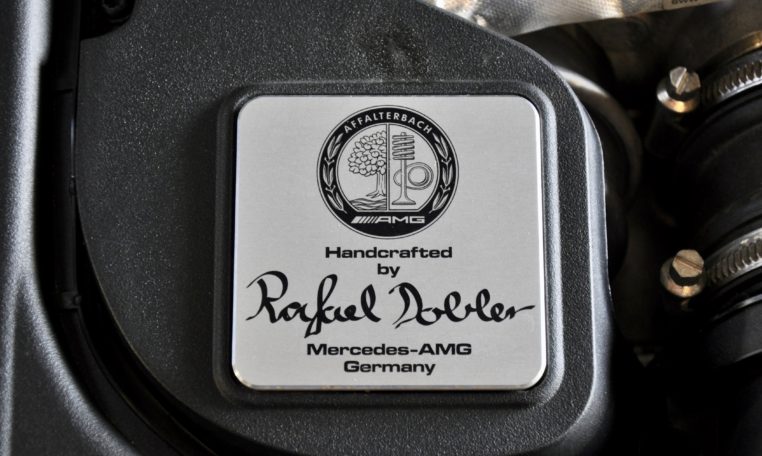 AFFALTERBACH
AMG
Handcrafted
by
Rafael Dobler
Mercedes-AMG
Germany